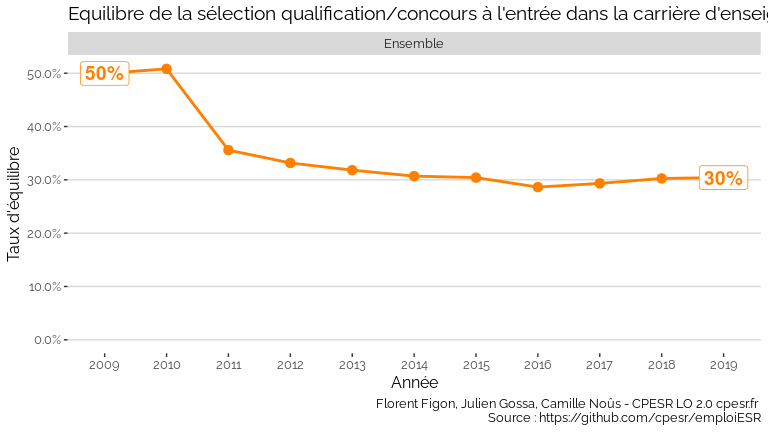 Equilibre de la sélection qualification/concours à l'entrée dans la carrière
Ensemble
50.0%
40.0%
30.0%
20.0%
10.0%
0.0%
Taux d'équilibre
50%
30%
2009 2010 2011 2012 2013 2014 2015 2016 2017 2018 2019
Année
Florent Figon, Julien Gossa, Camille Noûs - CPESR LO 2.0 cpesr.fr
Source : https://github.com/cpesr/emploiESR